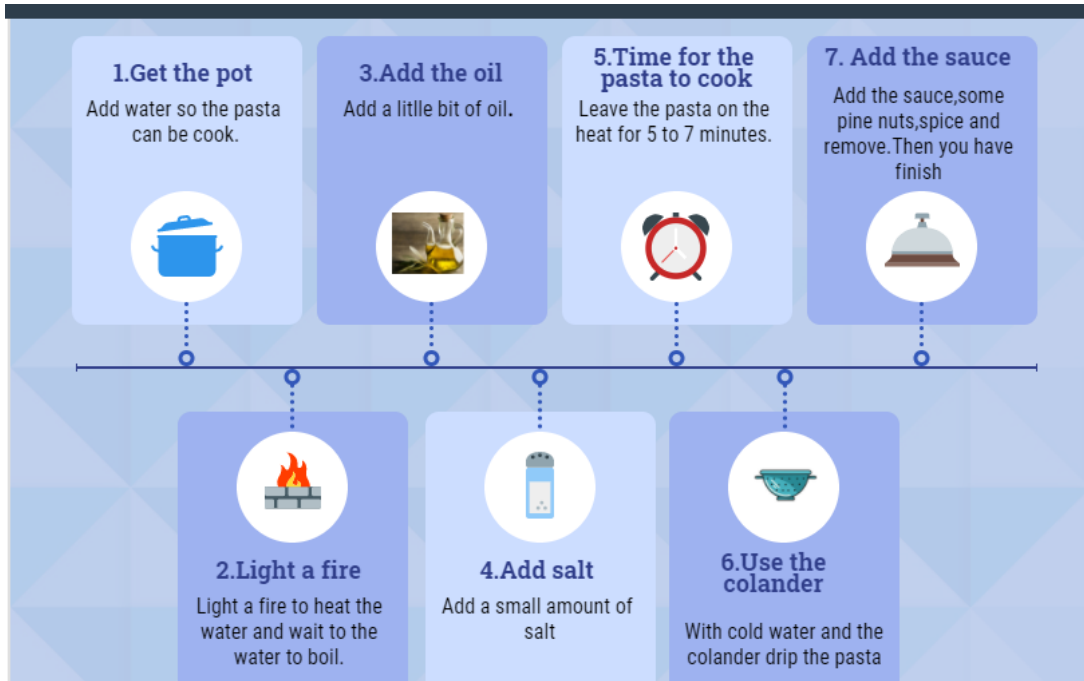 1.Get the pot
Add water so the pasta
can be cook.
2.Light a fire
Light a fire to heat the
water and wait to the
water to boil.
3.Add the oil
Add a litlle bit of oil.
4.Add salt
Add a small amount of
salt
5.Time for the
pasta to cook
Leave the pasta on the
heat for 5 to 7 minutes.
6.Use the
colander
With cold water and the
colander drip the pasta
7. Add the sauce
Add the sauce,some
pine nuts,spice and
remove.Then you have
finish